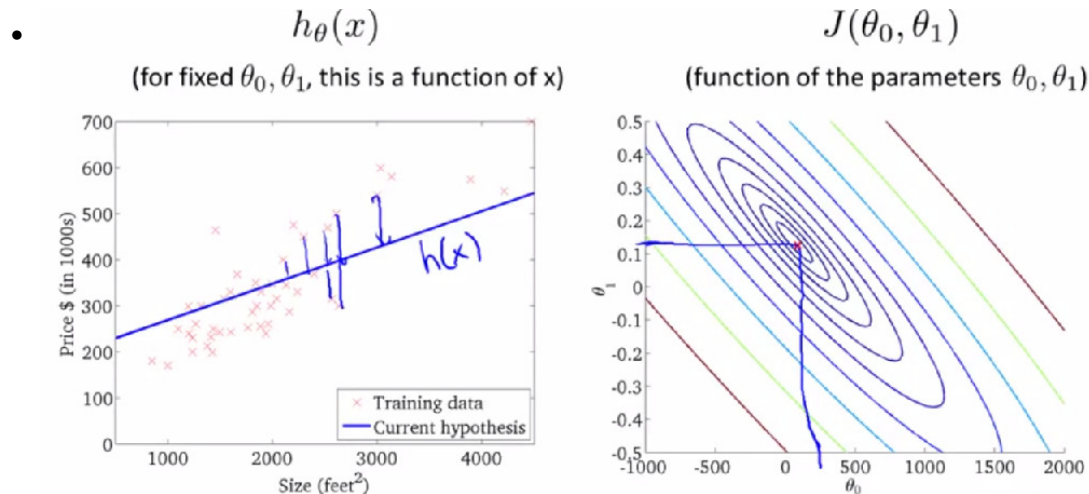 h_θ(x)
(for fixed θ₀, θ₁, this is a function of x)
700
600
500
400
300
200
100
0
Price $ (in 1000s)
1000 2000 3000 4000
Size (feet²)
h(x)
Training data
Current hypothesis
J(θ₀, θ₁)
(function of the parameters θ₀, θ₁)
0.5
0.4
0.3
0.2
0.1
0
-0.1
-0.2
-0.3
-0.4
-0.5
θ₁
-1000 -500 0 500 1000 1500 2000
θ₀